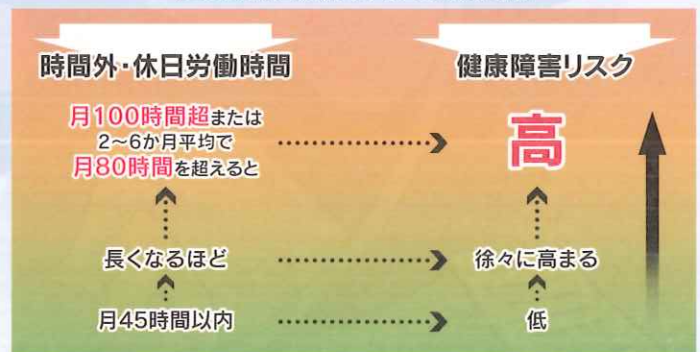 時間外・休日労働時間
健康障害リスク
月100時間超または
2～6か月平均で
月80時間を超えると
高
長くなるほど
徐々に高まる
月45時間以内
低